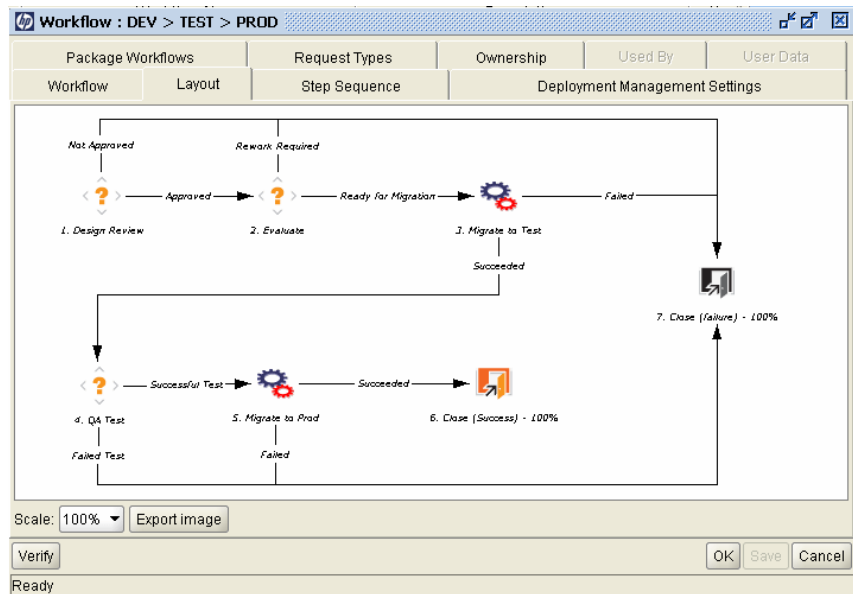 Workflow : DEV > TEST > PROD
Package Workflows Request Types Ownership Used By User Data
Workflow Layout Step Sequence Deployment Management Settings
Not Approved Rework Required
Approved Ready for Migration Failed
1. Design Review 2. Evaluate 3. Migrate to Test
Succeeded
7. Close (failure) - 100%
Successful Test Succeeded
4. QA Test 5. Migrate to Prod 6. Close (Success) - 100%
Failed Test Failed
Scale: 100% Export image
Verify OK Save Cancel
Ready